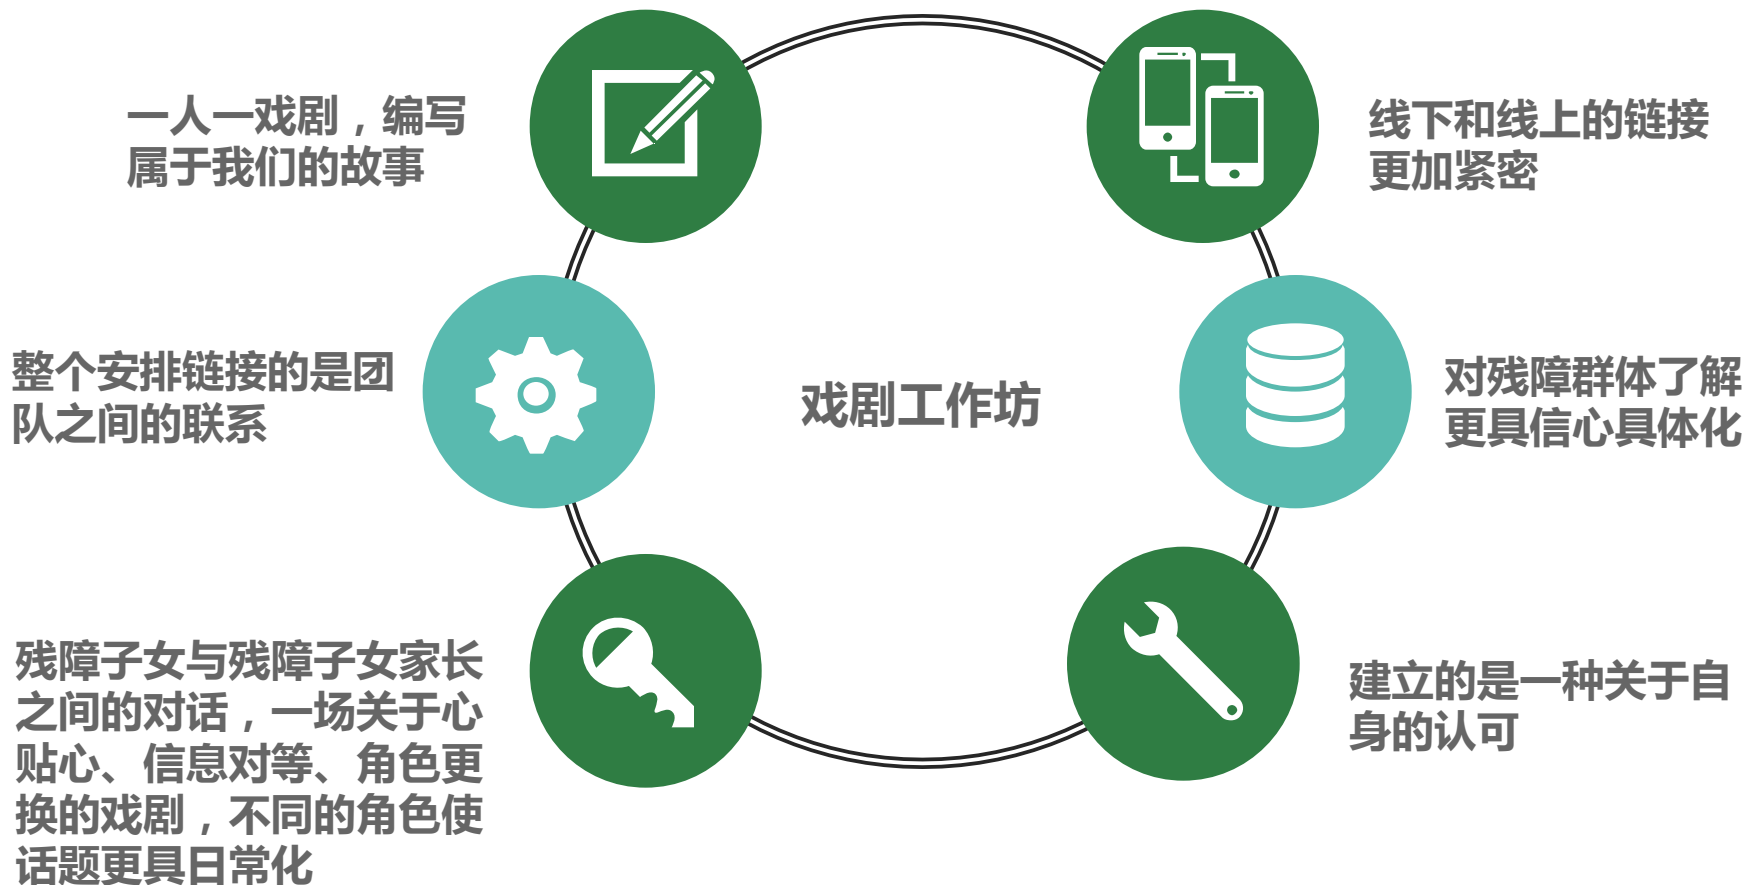 一人一戏剧，编写
属于我们的故事
线下和线上的链接
更加紧密
整个安排链接的是团
队之间的联系
戏剧工作坊
对残障群体了解
更具信心具体化
残障子女与残障子女家长
之间的对话，一场关于心
贴心、信息对等、角色更
换的戏剧，不同的角色使
话题更具日常化
建立的是一种关于自
身的认可